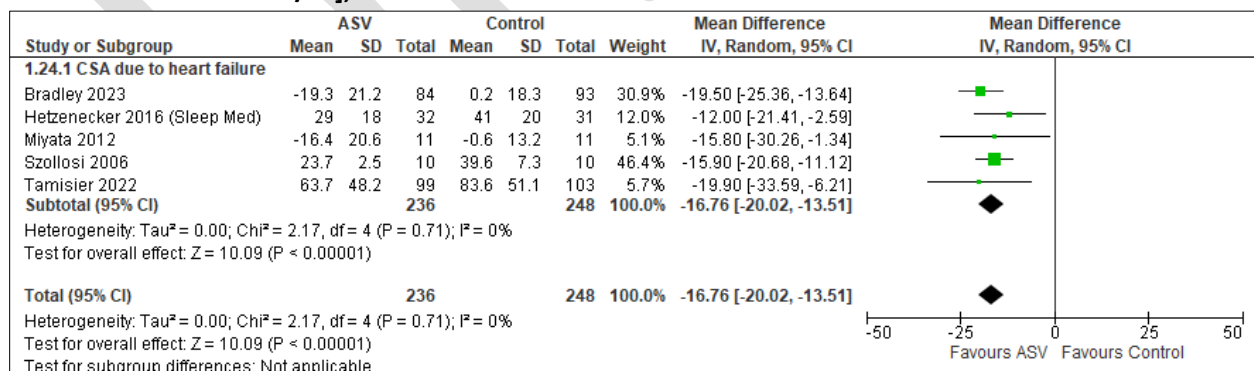 ASV Control Mean Difference Mean Difference
Study or Subgroup Mean SD Total Mean SD Total Weight IV, Random, 95% CI IV, Random, 95% CI
1.24.1 CSA due to heart failure
Bradley 2023 -19.3 21.2 84 0.2 18.3 93 30.9% -19.50 [-25.36, -13.64]
Hetzenecker 2016 (Sleep Med) 29 18 32 41 20 31 12.0% -12.00 [-21.41, -2.59]
Miyata 2012 -16.4 20.6 11 -0.6 13.2 11 5.1% -15.80 [-30.26, -1.34]
Szollosi 2006 23.7 2.5 10 39.6 7.3 10 46.4% -15.90 [-20.68, -11.12]
Tamisier 2022 63.7 48.2 99 83.6 51.1 103 5.7% -19.90 [-33.59, -6.21]
Subtotal (95% CI) 236 248 100.0% -16.76 [-20.02, -13.51]
Heterogeneity: Tau² = 0.00; Chi² = 2.17, df = 4 (P = 0.71); I² = 0%
Test for overall effect: Z = 10.09 (P < 0.00001)
Total (95% CI) 236 248 100.0% -16.76 [-20.02, -13.51]
Heterogeneity: Tau² = 0.00; Chi² = 2.17, df = 4 (P = 0.71); I² = 0%
Test for overall effect: Z = 10.09 (P < 0.00001)
Test for subgroup differences: Not applicable
-50 -25 0 25 50
Favours ASV Favours Control